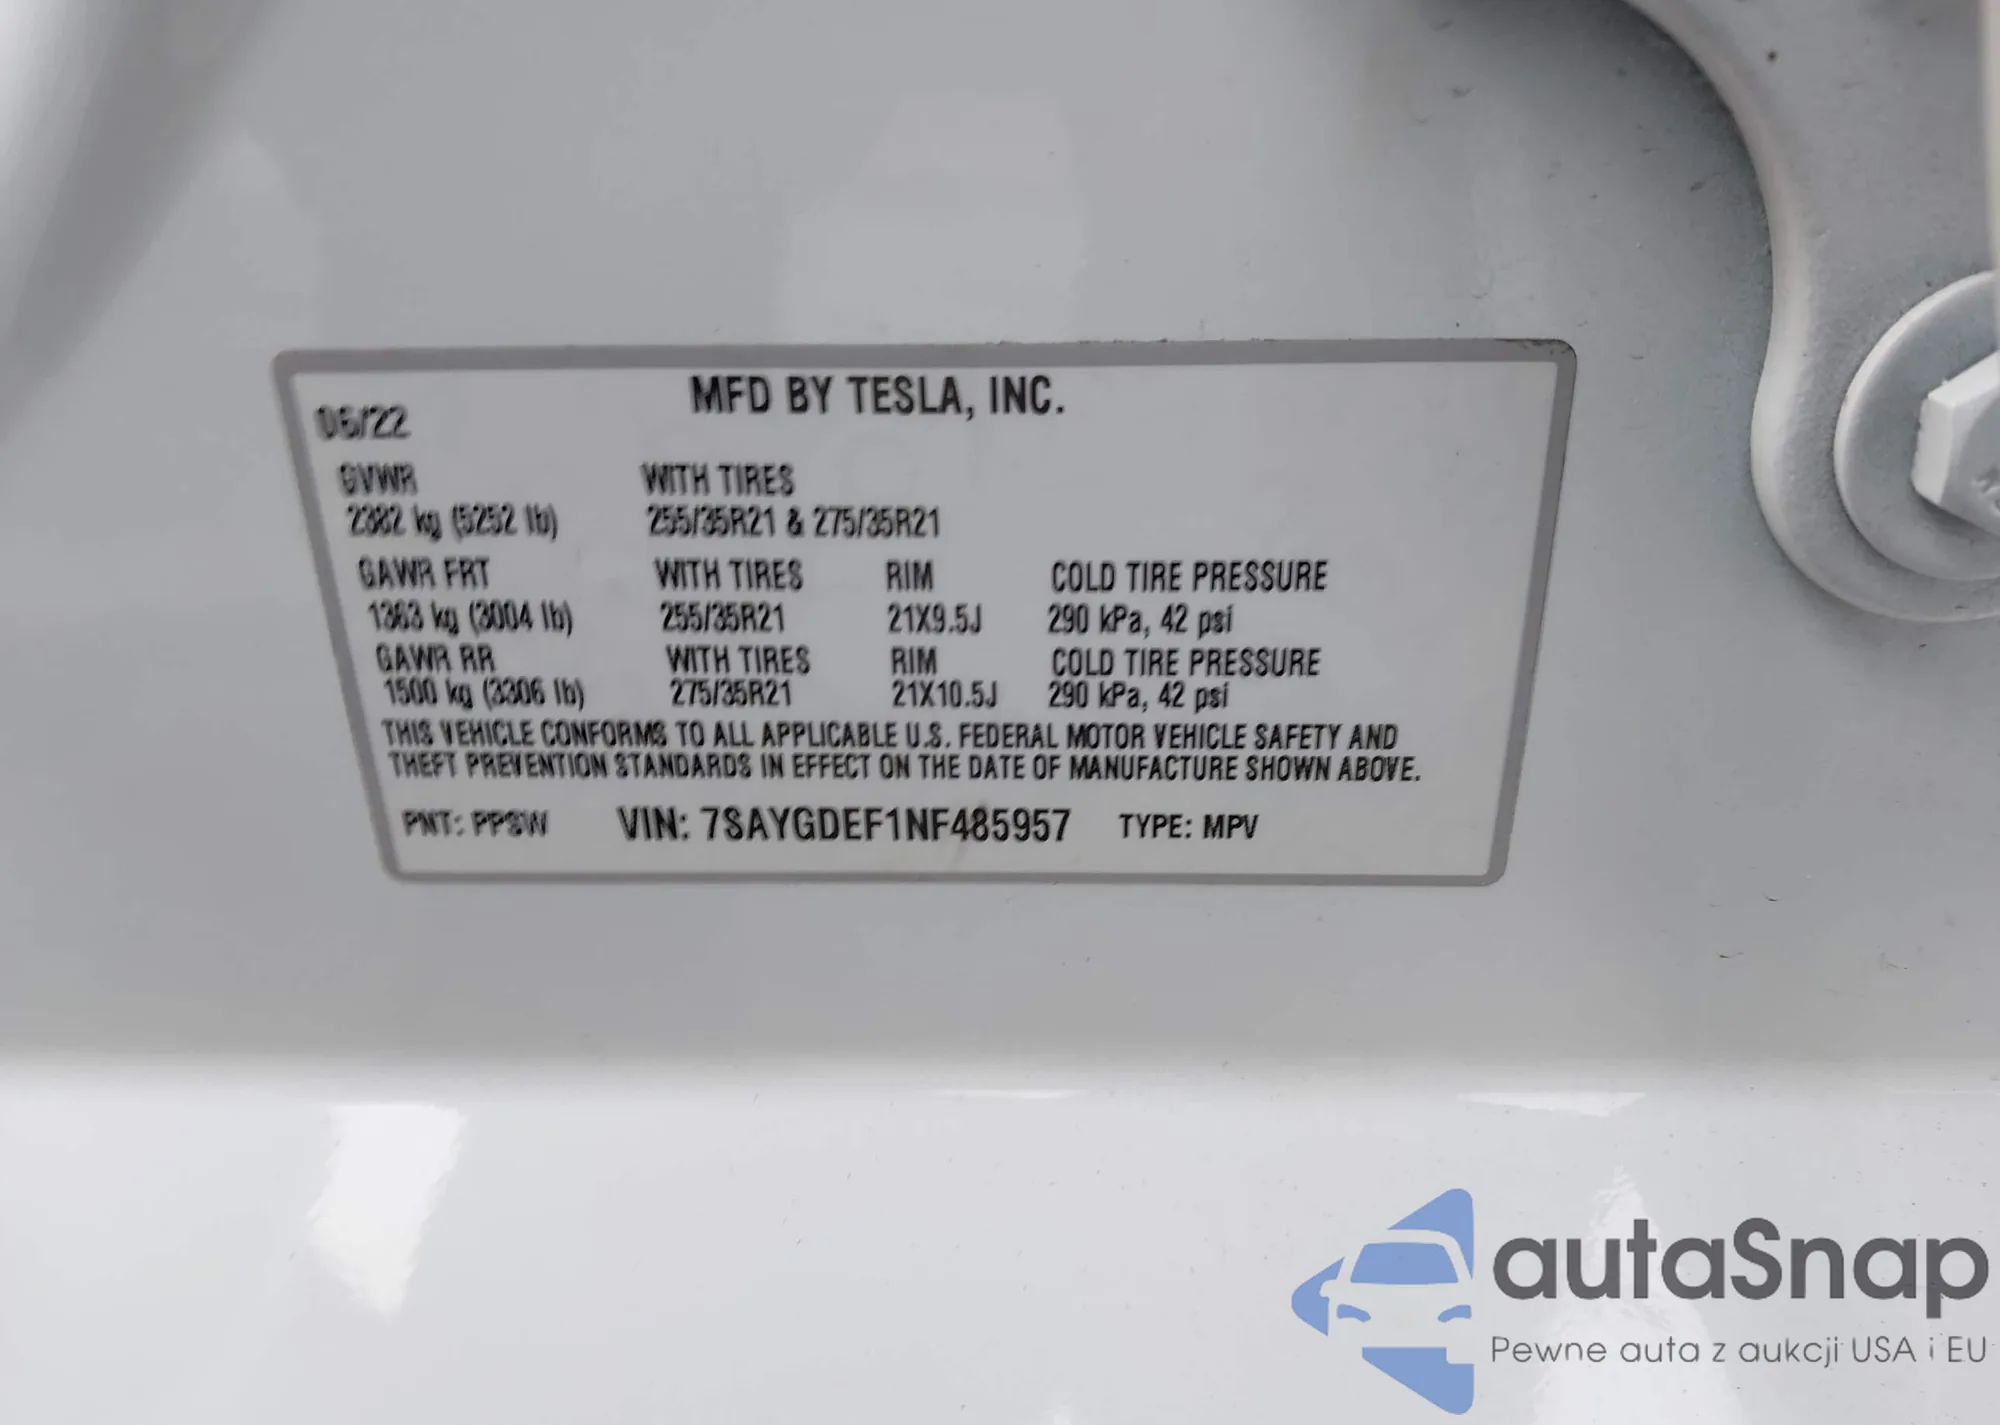 MFD BY TESLA, INC.
06/22
GVWR WITH TIRES
2382 kg (5252 lb) 255/35R21 & 275/35R21
GAWR FRT WITH TIRES RIM COLD TIRE PRESSURE
1363 kg (3004 lb) 255/35R21 21X9.5J 290 kPa, 42 psi
GAWR RR WITH TIRES RIM COLD TIRE PRESSURE
1500 kg (3306 lb) 275/35R21 21X10.5J 290 kPa, 42 psi
THIS VEHICLE CONFORMS TO ALL APPLICABLE U.S. FEDERAL MOTOR VEHICLE SAFETY AND
THEFT PREVENTION STANDARDS IN EFFECT ON THE DATE OF MANUFACTURE SHOWN ABOVE.
PNT: PPSW VIN: 7SAYGDEF1NF485957 TYPE: MPV
autaSnap
Pewne auta z aukcji USA i EU